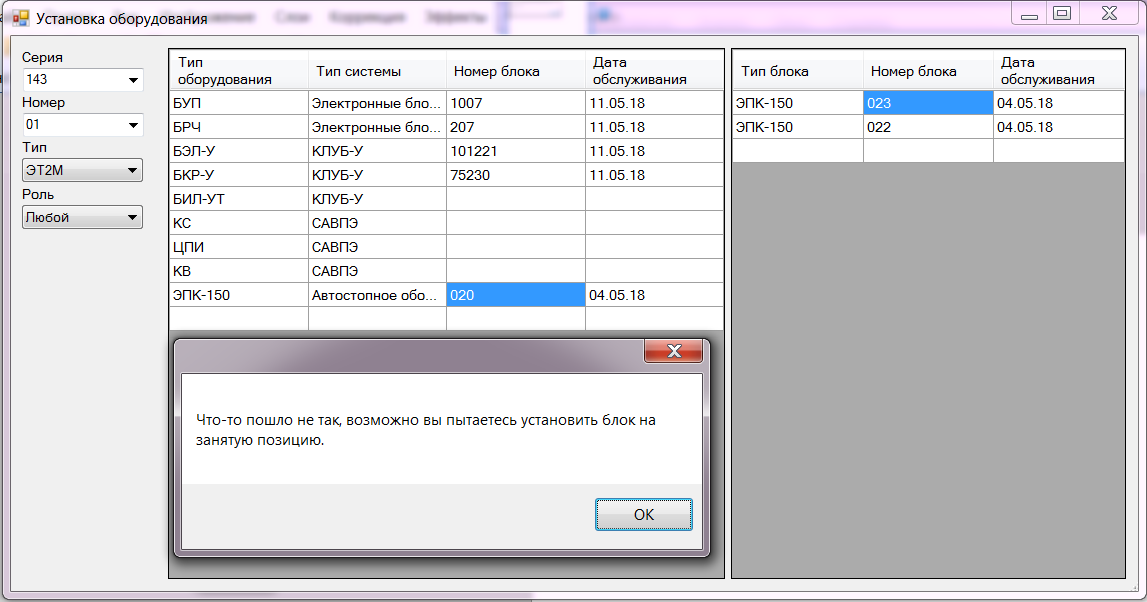 Установка оборудования
Серия
143
Номер
01
Тип
ЭТ2М
Роль
Любой
Тип оборудования Тип системы Номер блока Дата обслуживания
БУП Электронные бло... 1007 11.05.18
БРЧ Электронные бло... 207 11.05.18
БЭЛ-У КЛУБ-У 101221 11.05.18
БКР-У КЛУБ-У 75230 11.05.18
БИЛ-УТ КЛУБ-У
КС САВПЭ
ЦПИ САВПЭ
КВ САВПЭ
ЭПК-150 Автостопное обо... 020 04.05.18
Тип блока Номер блока Дата обслуживания
ЭПК-150 023 04.05.18
ЭПК-150 022 04.05.18
Что-то пошло не так, возможно вы пытаетесь установить блок на
занятую позицию.
OK